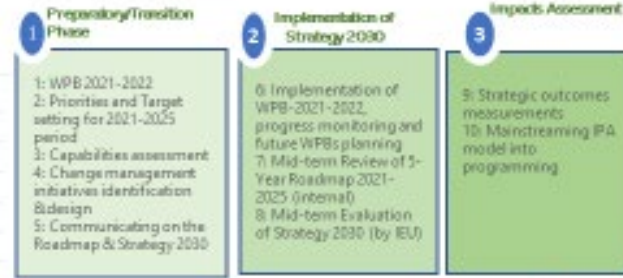 1
Preparatory/Transition
Phase
1: WPB 2021-2022
2: Priorities and Target
setting for 2021-2025
period
3: Capabilities assessment
4: Change management
initiatives identification
&design
5: Communicating on the
Roadmap & Strategy 2030
2
Implementation of
Strategy 2030
6: Implementation of
WPB-2021-2022,
progress monitoring and
future WPBs planning
7: Mid-term Review of 5-
Year Roadmap 2021-
2025 (internal)
8: Mid-term Evaluation
of Strategy 2030 (by IEU)
3
Impacts Assessment
9: Strategic outcomes
measurements
10: Mainstreaming IPA
model into
programming